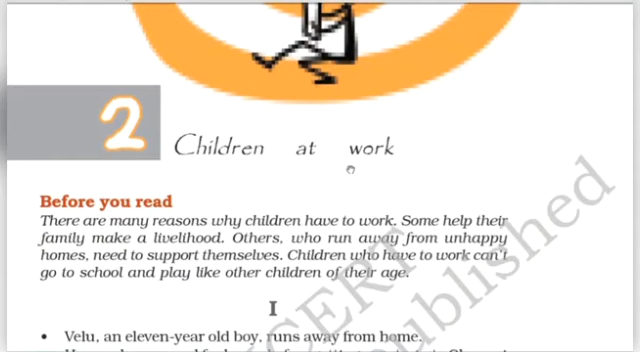 2
Children at work
Before you read
There are many reasons why children have to work. Some help their
family make a livelihood. Others, who run away from unhappy
homes, need to support themselves. Children who have to work can't
go to school and play like other children of their age.
I
• Velu, an eleven-year old boy, runs away from home.
NCERT
published